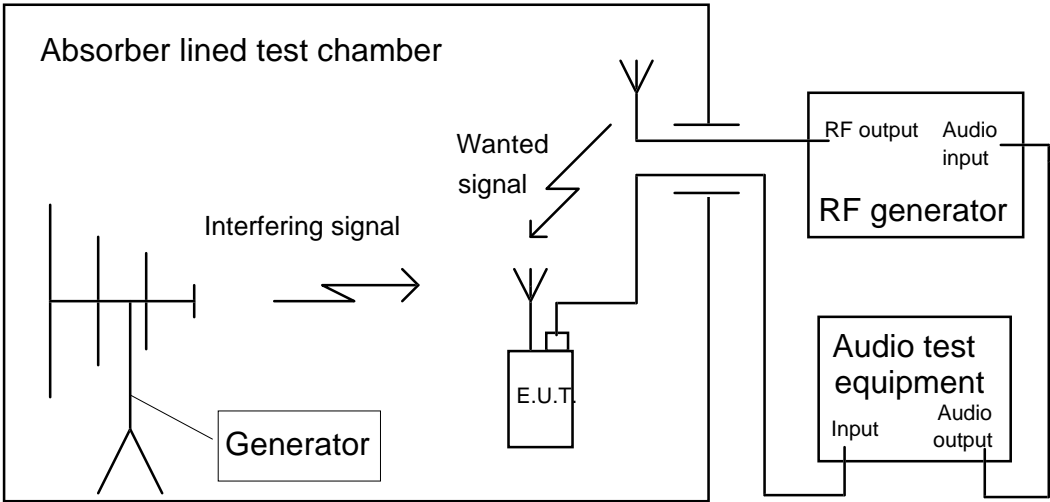 Absorber lined test chamber
Wanted
signal
Interfering signal
E.U.T.
Generator
RF output
Audio
input
RF generator
Audio test
equipment
Input
Audio
output